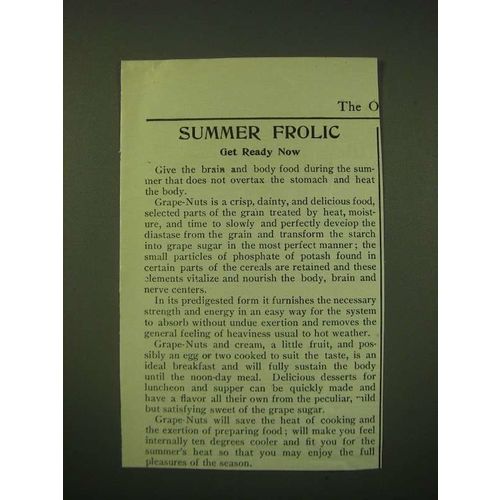 The O
SUMMER FROLIC
Get Ready Now
Give the brain and body food during the sum-
mer that does not overtax the stomach and heat
the body.
Grape-Nuts is a crisp, dainty, and delicious food,
selected parts of the grain treated by heat, moist-
ure, and time to slowly and perfectly develop the
diastase from the grain and transform the starch
into grape sugar in the most perfect manner; the
small particles of phosphate of potash found in
certain parts of the cereals are retained and these
elements vitalize and nourish the body, brain and
nerve centers.
In its predigested form it furnishes the necessary
strength and energy in an easy way for the system
to absorb without undue exertion and removes the
general feeling of heaviness usual to hot weather.
Grape-Nuts and cream, a little fruit, and pos-
sibly an egg or two cooked to suit the taste, is an
ideal breakfast and will fully sustain the body
until the noon-day meal. Delicious desserts for
luncheon and supper can be quickly made and
have a flavor all their own from the peculiar, mild
but satisfying sweet of the grape sugar.
Grape-Nuts will save the heat of cooking and
the exertion of preparing food; will make you feel
internally ten degrees cooler and fit you for the
summer's heat so that you may enjoy the full
pleasures of the season.